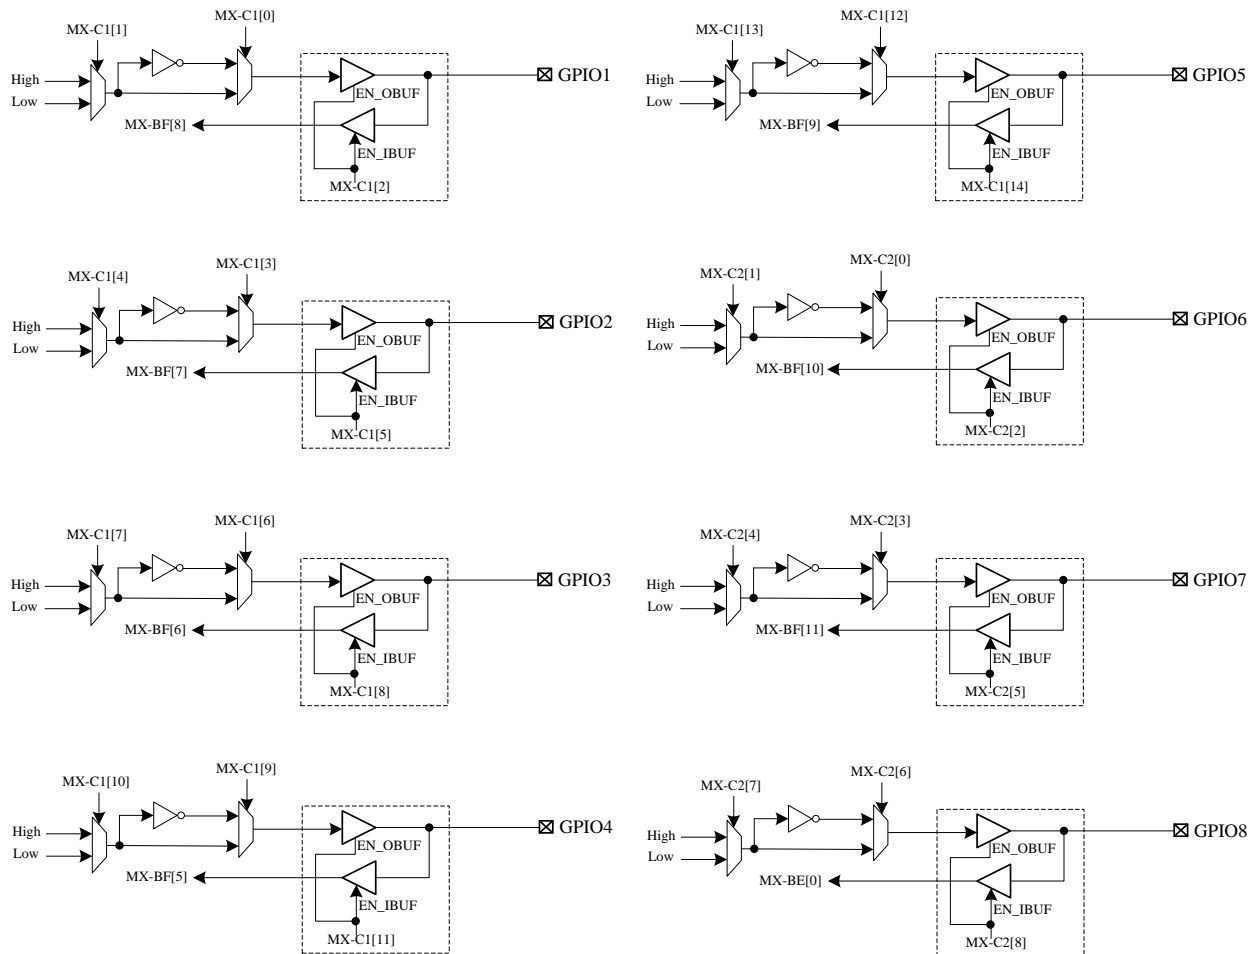 MX-C1[0]
MX-C1[1]
High
Low
EN_OBUF
GPIO1
MX-BF[8]
EN_IBUF
MX-C1[2]
MX-C1[12]
MX-C1[13]
High
Low
EN_OBUF
GPIO5
MX-BF[9]
EN_IBUF
MX-C1[14]
MX-C1[3]
MX-C1[4]
High
Low
EN_OBUF
GPIO2
MX-BF[7]
EN_IBUF
MX-C1[5]
MX-C2[0]
MX-C2[1]
High
Low
EN_OBUF
GPIO6
MX-BF[10]
EN_IBUF
MX-C2[2]
MX-C1[6]
MX-C1[7]
High
Low
EN_OBUF
GPIO3
MX-BF[6]
EN_IBUF
MX-C1[8]
MX-C2[3]
MX-C2[4]
High
Low
EN_OBUF
GPIO7
MX-BF[11]
EN_IBUF
MX-C2[5]
MX-C1[9]
MX-C1[10]
High
Low
EN_OBUF
GPIO4
MX-BF[5]
EN_IBUF
MX-C1[11]
MX-C2[6]
MX-C2[7]
High
Low
EN_OBUF
GPIO8
MX-BE[0]
EN_IBUF
MX-C2[8]